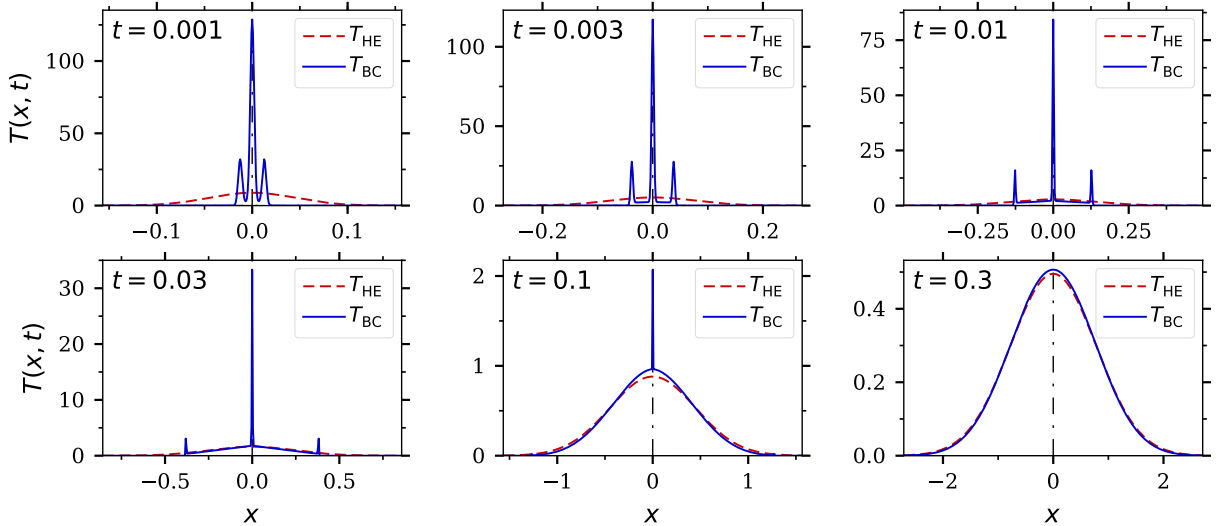 t = 0.001
T_HE
T_BC
T(x, t)
100
50
0
−0.1
0.0
0.1
t = 0.003
T_HE
T_BC
100
50
0
−0.2
0.0
0.2
t = 0.01
T_HE
T_BC
75
50
25
0
−0.25
0.00
0.25
t = 0.03
T_HE
T_BC
T(x, t)
30
20
10
0
−0.5
0.0
0.5
x
t = 0.1
T_HE
T_BC
2
1
0
−1
0
1
x
t = 0.3
T_HE
T_BC
0.4
0.2
0.0
−2
0
2
x